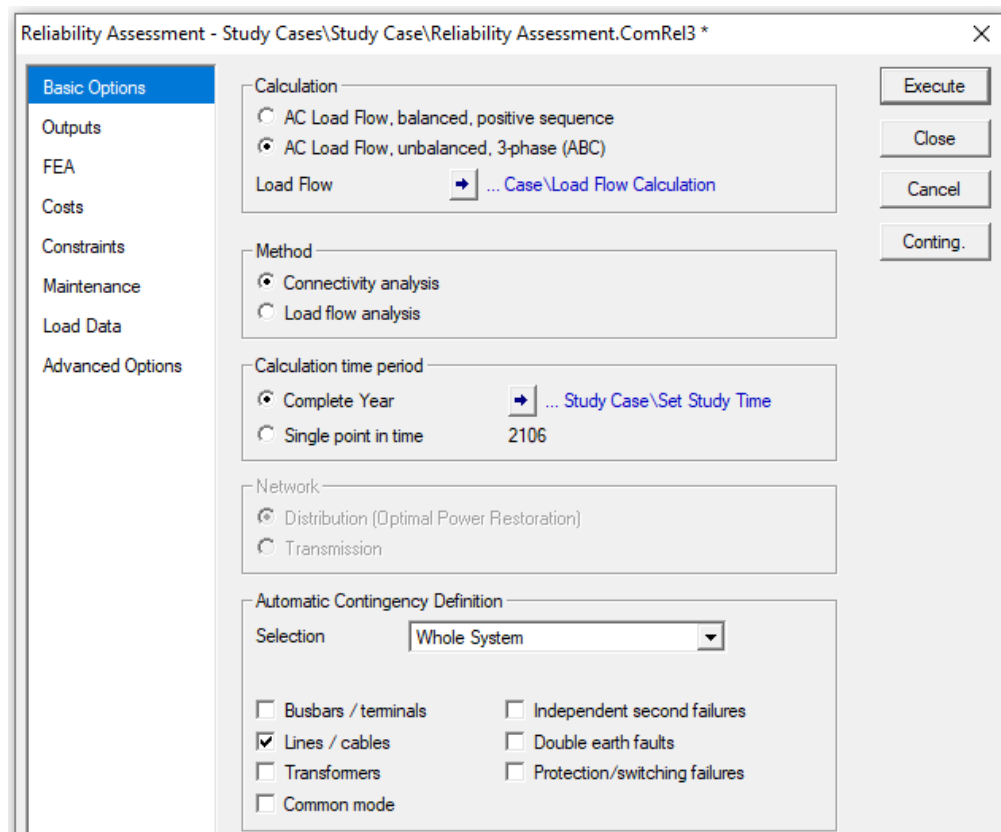 Reliability Assessment - Study Cases\Study Case\Reliability Assessment.ComRel3 *
Basic Options
Outputs
FEA
Costs
Constraints
Maintenance
Load Data
Advanced Options
Calculation
AC Load Flow, balanced, positive sequence
AC Load Flow, unbalanced, 3-phase (ABC)
Load Flow ... Case\Load Flow Calculation
Method
Connectivity analysis
Load flow analysis
Calculation time period
Complete Year ... Study Case\Set Study Time
Single point in time 2106
Network
Distribution (Optimal Power Restoration)
Transmission
Automatic Contingency Definition
Selection Whole System
Busbars / terminals Independent second failures
Lines / cables Double earth faults
Transformers Protection/switching failures
Common mode
Execute
Close
Cancel
Conting.